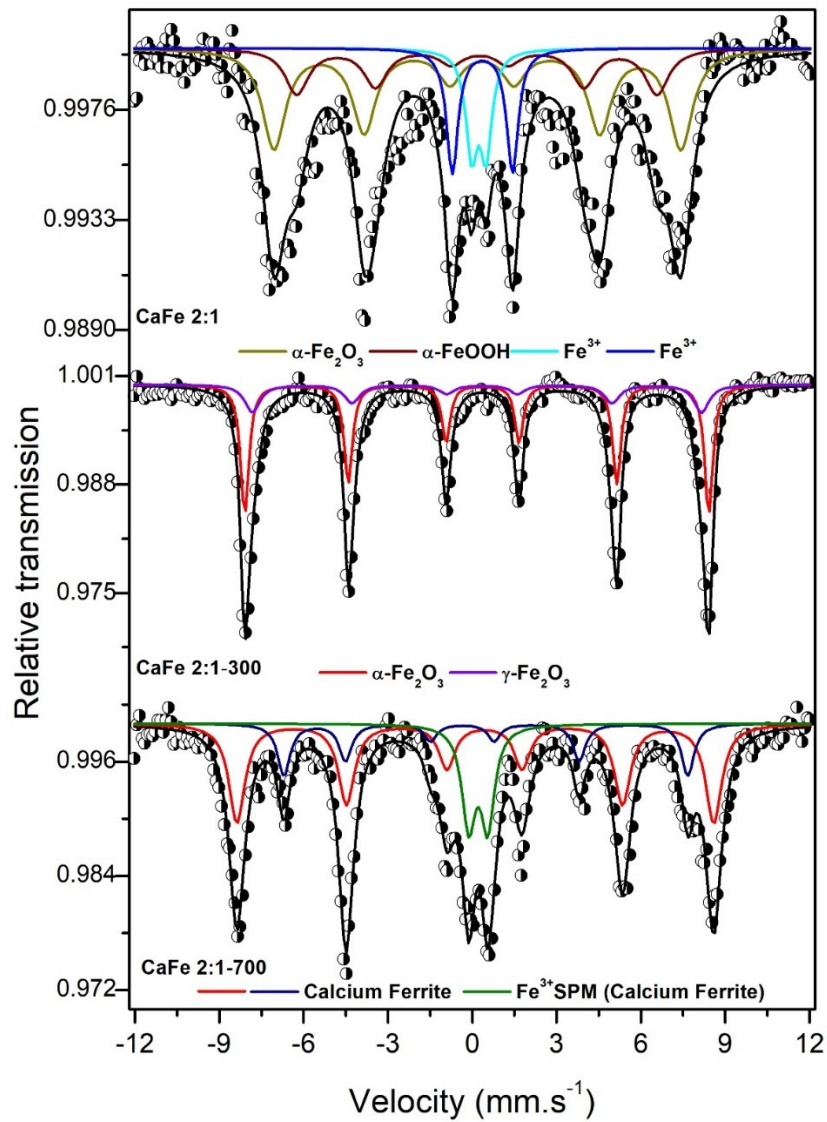 Relative transmission
0.9976
0.9933
0.9890
CaFe 2:1
α-Fe₂O₃ α-FeOOH Fe³⁺ Fe³⁺
1.001
0.988
0.975
CaFe 2:1-300
α-Fe₂O₃ γ-Fe₂O₃
0.996
0.984
0.972
CaFe 2:1-700
Calcium Ferrite Fe³⁺SPM (Calcium Ferrite)
-12 -9 -6 -3 0 3 6 9 12
Velocity (mm.s⁻¹)